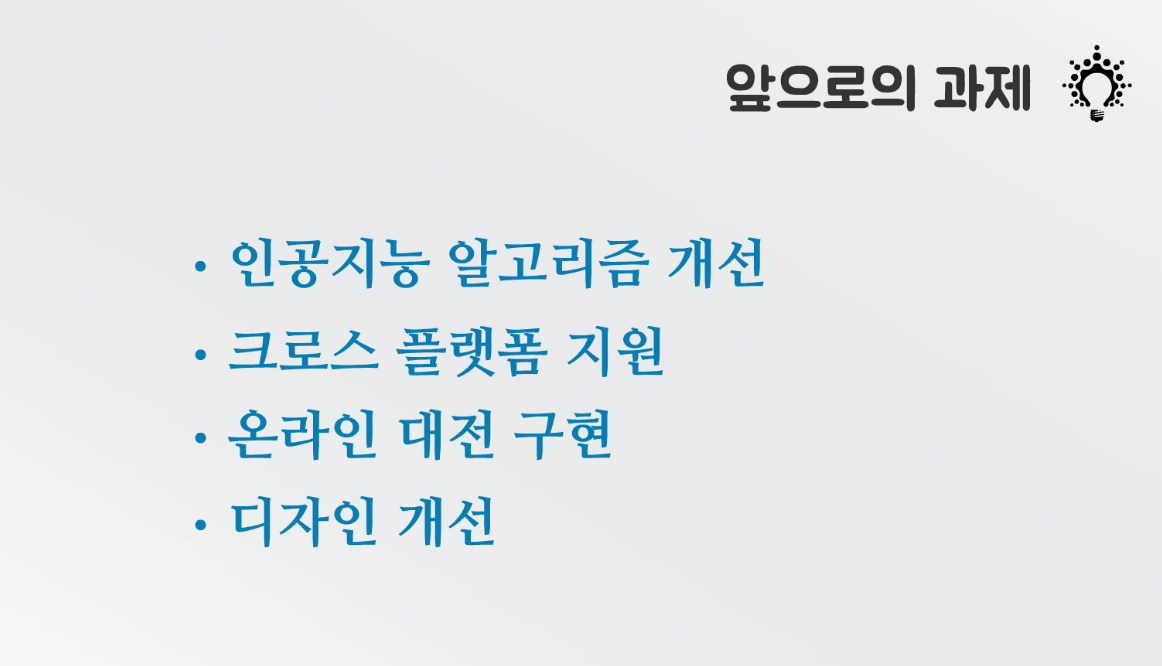 앞으로의 과제
• 인공지능 알고리즘 개선
• 크로스 플랫폼 지원
• 온라인 대전 구현
• 디자인 개선